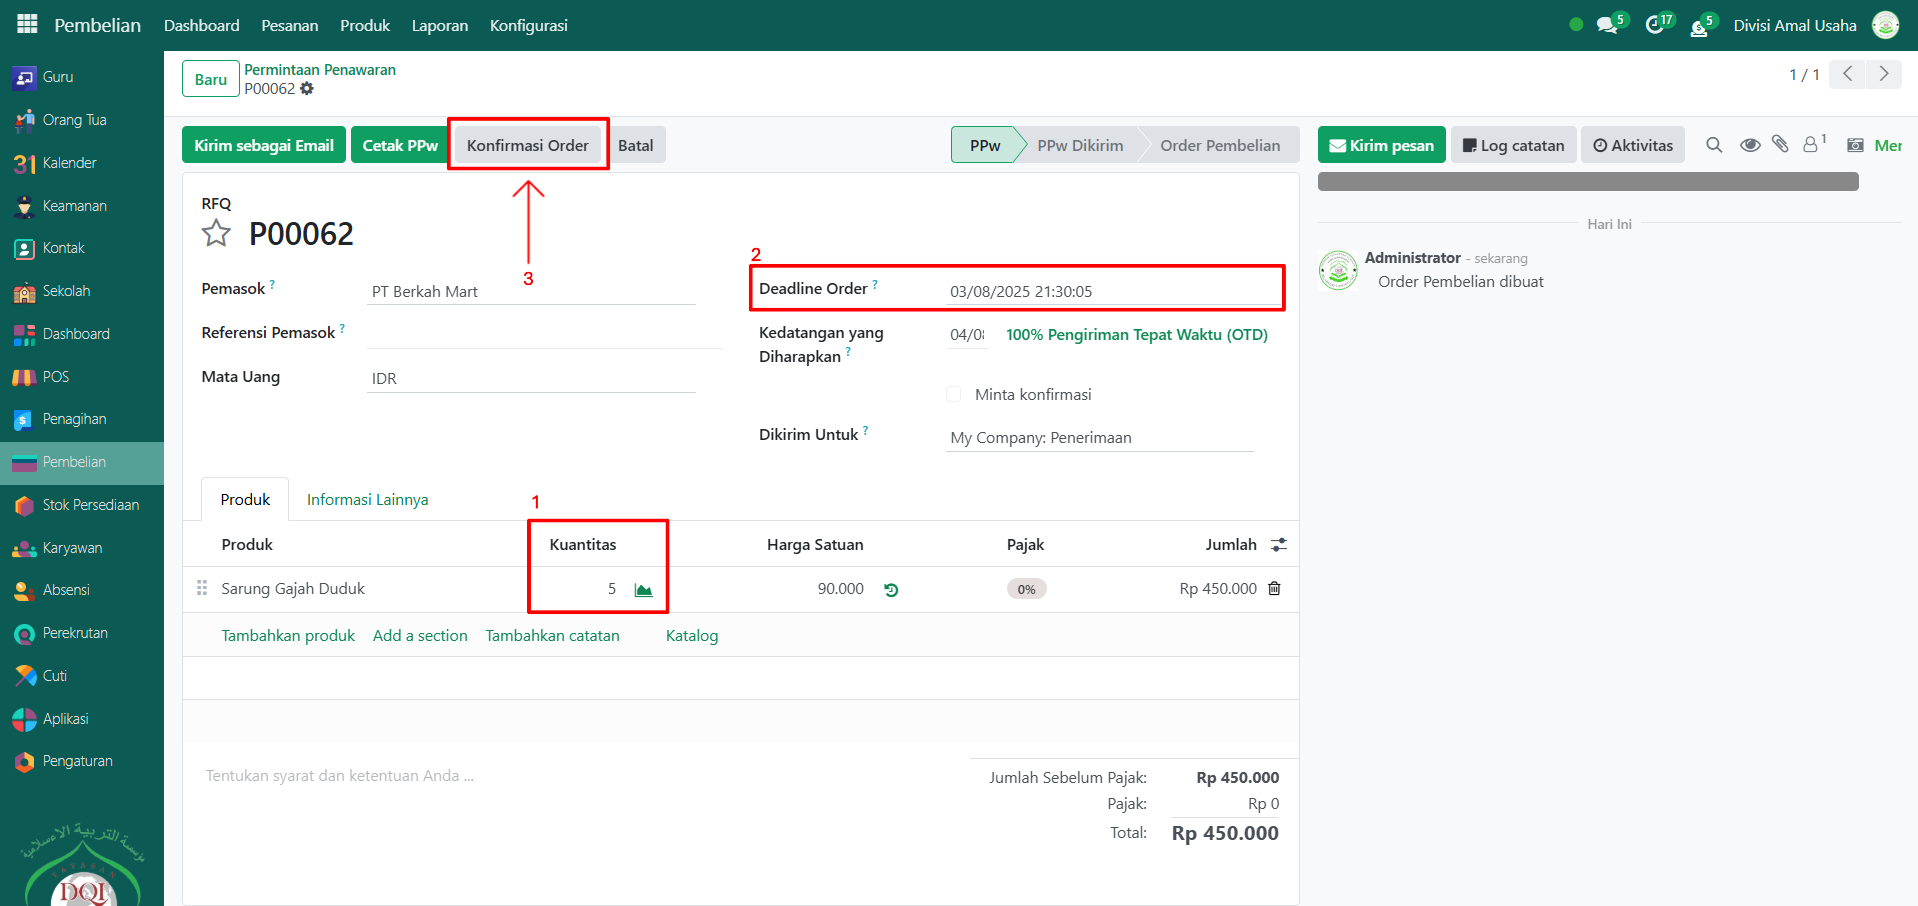 Pembelian Dashboard Pesanan Produk Laporan Konfigurasi 5 17 5 Divisi Amal Usaha
Guru
Orang Tua
Kalender
Keamanan
Kontak
Sekolah
Dashboard
POS
Penagihan
Pembelian
Stok Persediaan
Karyawan
Absensi
Perekrutan
Cuti
Aplikasi
Pengaturan
مؤسسة التربية الإسلامية
YAYASAN
DQI
Baru
Permintaan Penawaran
P00062
1 / 1
Kirim sebagai Email Cetak PPw Konfirmasi Order Batal
PPw PPw Dikirim Order Pembelian
3
RFQ
P00062
Pemasok ? PT Berkah Mart
Referensi Pemasok ?
Mata Uang IDR
2
Deadline Order ? 03/08/2025 21:30:05
Kedatangan yang Diharapkan ? 04/08 100% Pengiriman Tepat Waktu (OTD)
Minta konfirmasi
Dikirim Untuk ? My Company: Penerimaan
Produk Informasi Lainnya
1
Produk Kuantitas Harga Satuan Pajak Jumlah
Sarung Gajah Duduk 5 90.000 0% Rp 450.000
Tambahkan produk Add a section Tambahkan catatan Katalog
Tentukan syarat dan ketentuan Anda ...
Jumlah Sebelum Pajak: Rp 450.000
Pajak: Rp 0
Total: Rp 450.000
Kirim pesan Log catatan Aktivitas 1 Mer
Hari Ini
Administrator - sekarang
Order Pembelian dibuat